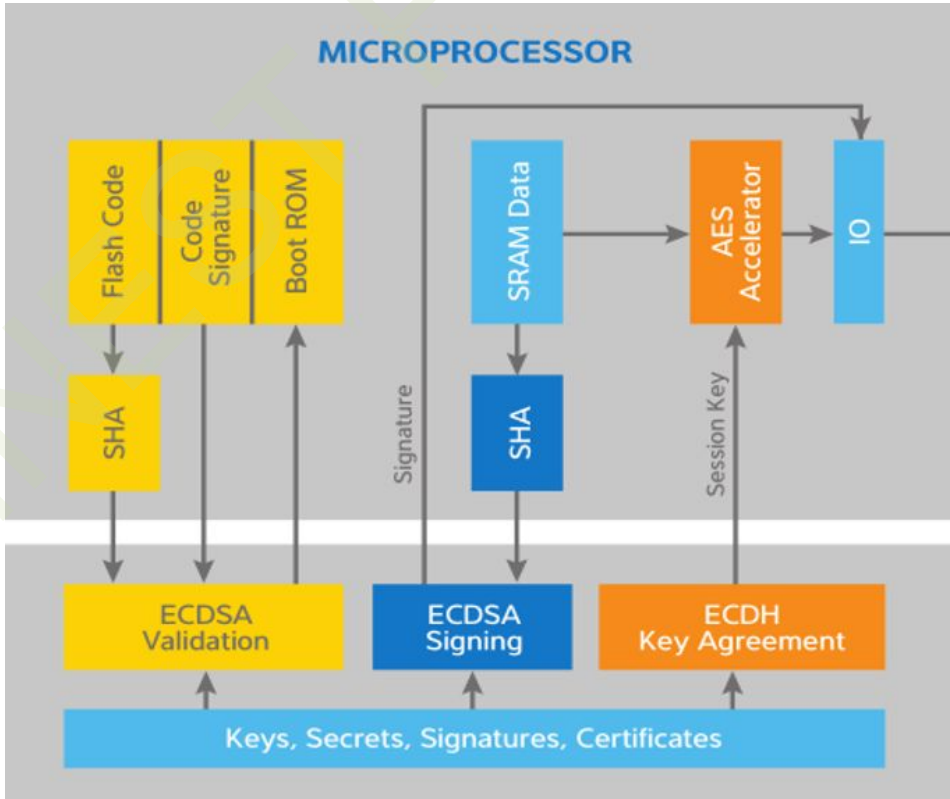 MICROPROCESSOR
Flash Code
Code
Signature
Boot ROM
SRAM Data
AES
Accelerator
IO
SHA
Signature
SHA
Session Key
ECDSA
Validation
ECDSA
Signing
ECDH
Key Agreement
Keys, Secrets, Signatures, Certificates